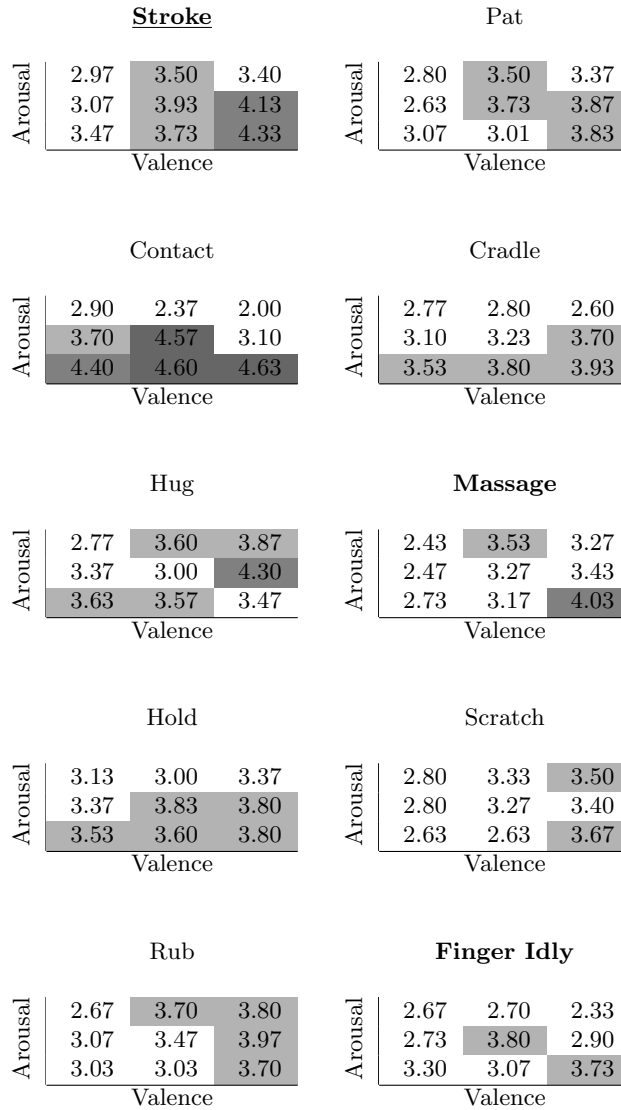 Stroke
Arousal
2.97 3.50 3.40
3.07 3.93 4.13
3.47 3.73 4.33
Valence
Pat
Arousal
2.80 3.50 3.37
2.63 3.73 3.87
3.07 3.01 3.83
Valence
Contact
Arousal
2.90 2.37 2.00
3.70 4.57 3.10
4.40 4.60 4.63
Valence
Cradle
Arousal
2.77 2.80 2.60
3.10 3.23 3.70
3.53 3.80 3.93
Valence
Hug
Arousal
2.77 3.60 3.87
3.37 3.00 4.30
3.63 3.57 3.47
Valence
Massage
Arousal
2.43 3.53 3.27
2.47 3.27 3.43
2.73 3.17 4.03
Valence
Hold
Arousal
3.13 3.00 3.37
3.37 3.83 3.80
3.53 3.60 3.80
Valence
Scratch
Arousal
2.80 3.33 3.50
2.80 3.27 3.40
2.63 2.63 3.67
Valence
Rub
Arousal
2.67 3.70 3.80
3.07 3.47 3.97
3.03 3.03 3.70
Valence
Finger Idly
Arousal
2.67 2.70 2.33
2.73 3.80 2.90
3.30 3.07 3.73
Valence